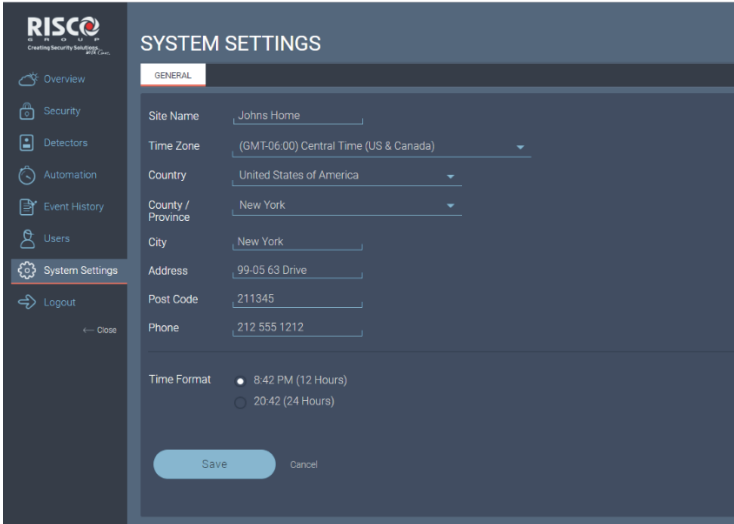 RISCO
GROUP
Creating Security Solutions
With Care.
Overview
Security
Detectors
Automation
Event History
Users
System Settings
Logout
← Close
SYSTEM SETTINGS
GENERAL
Site Name Johns Home
Time Zone (GMT-06:00) Central Time (US & Canada)
Country United States of America
County / New York
Province
City New York
Address 99-05 63 Drive
Post Code 211345
Phone 212 555 1212
Time Format 8:42 PM (12 Hours)
20:42 (24 Hours)
Save Cancel